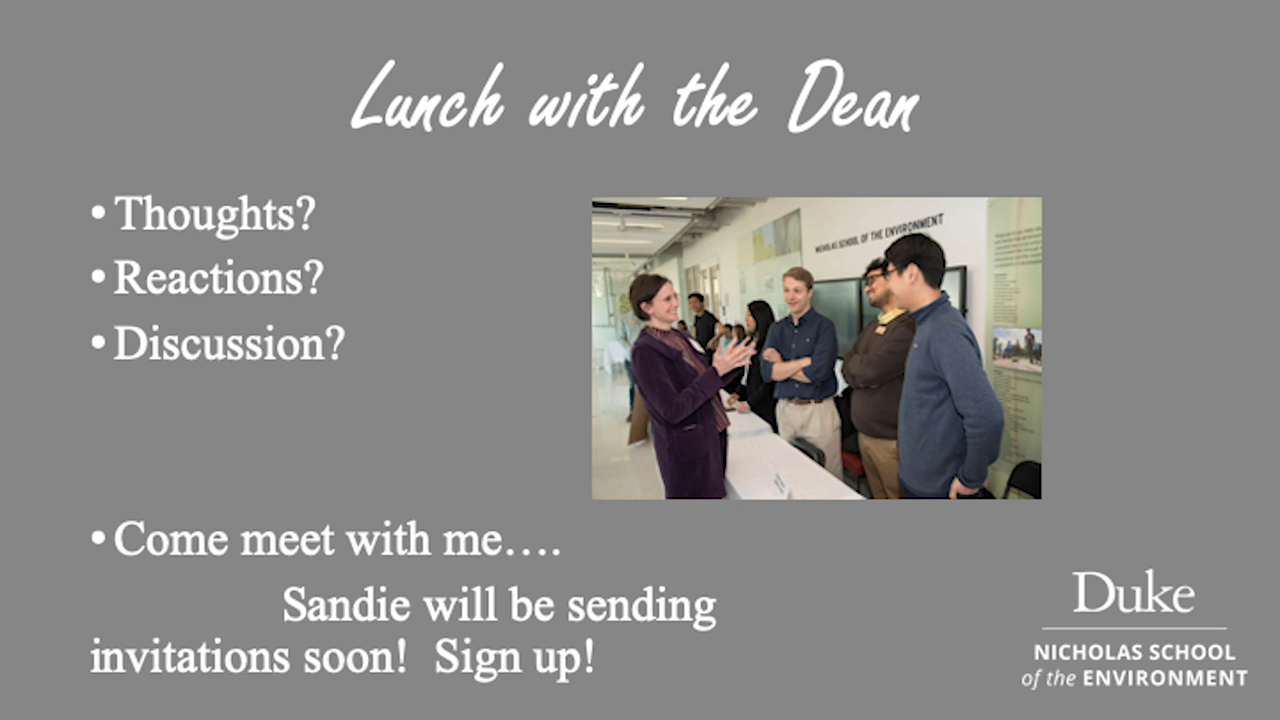 Lunch with the Dean
• Thoughts?
• Reactions?
• Discussion?
NICHOLAS SCHOOL OF THE ENVIRONMENT
• Come meet with me….
Sandie will be sending
invitations soon!  Sign up!
Duke
NICHOLAS SCHOOL
of the ENVIRONMENT